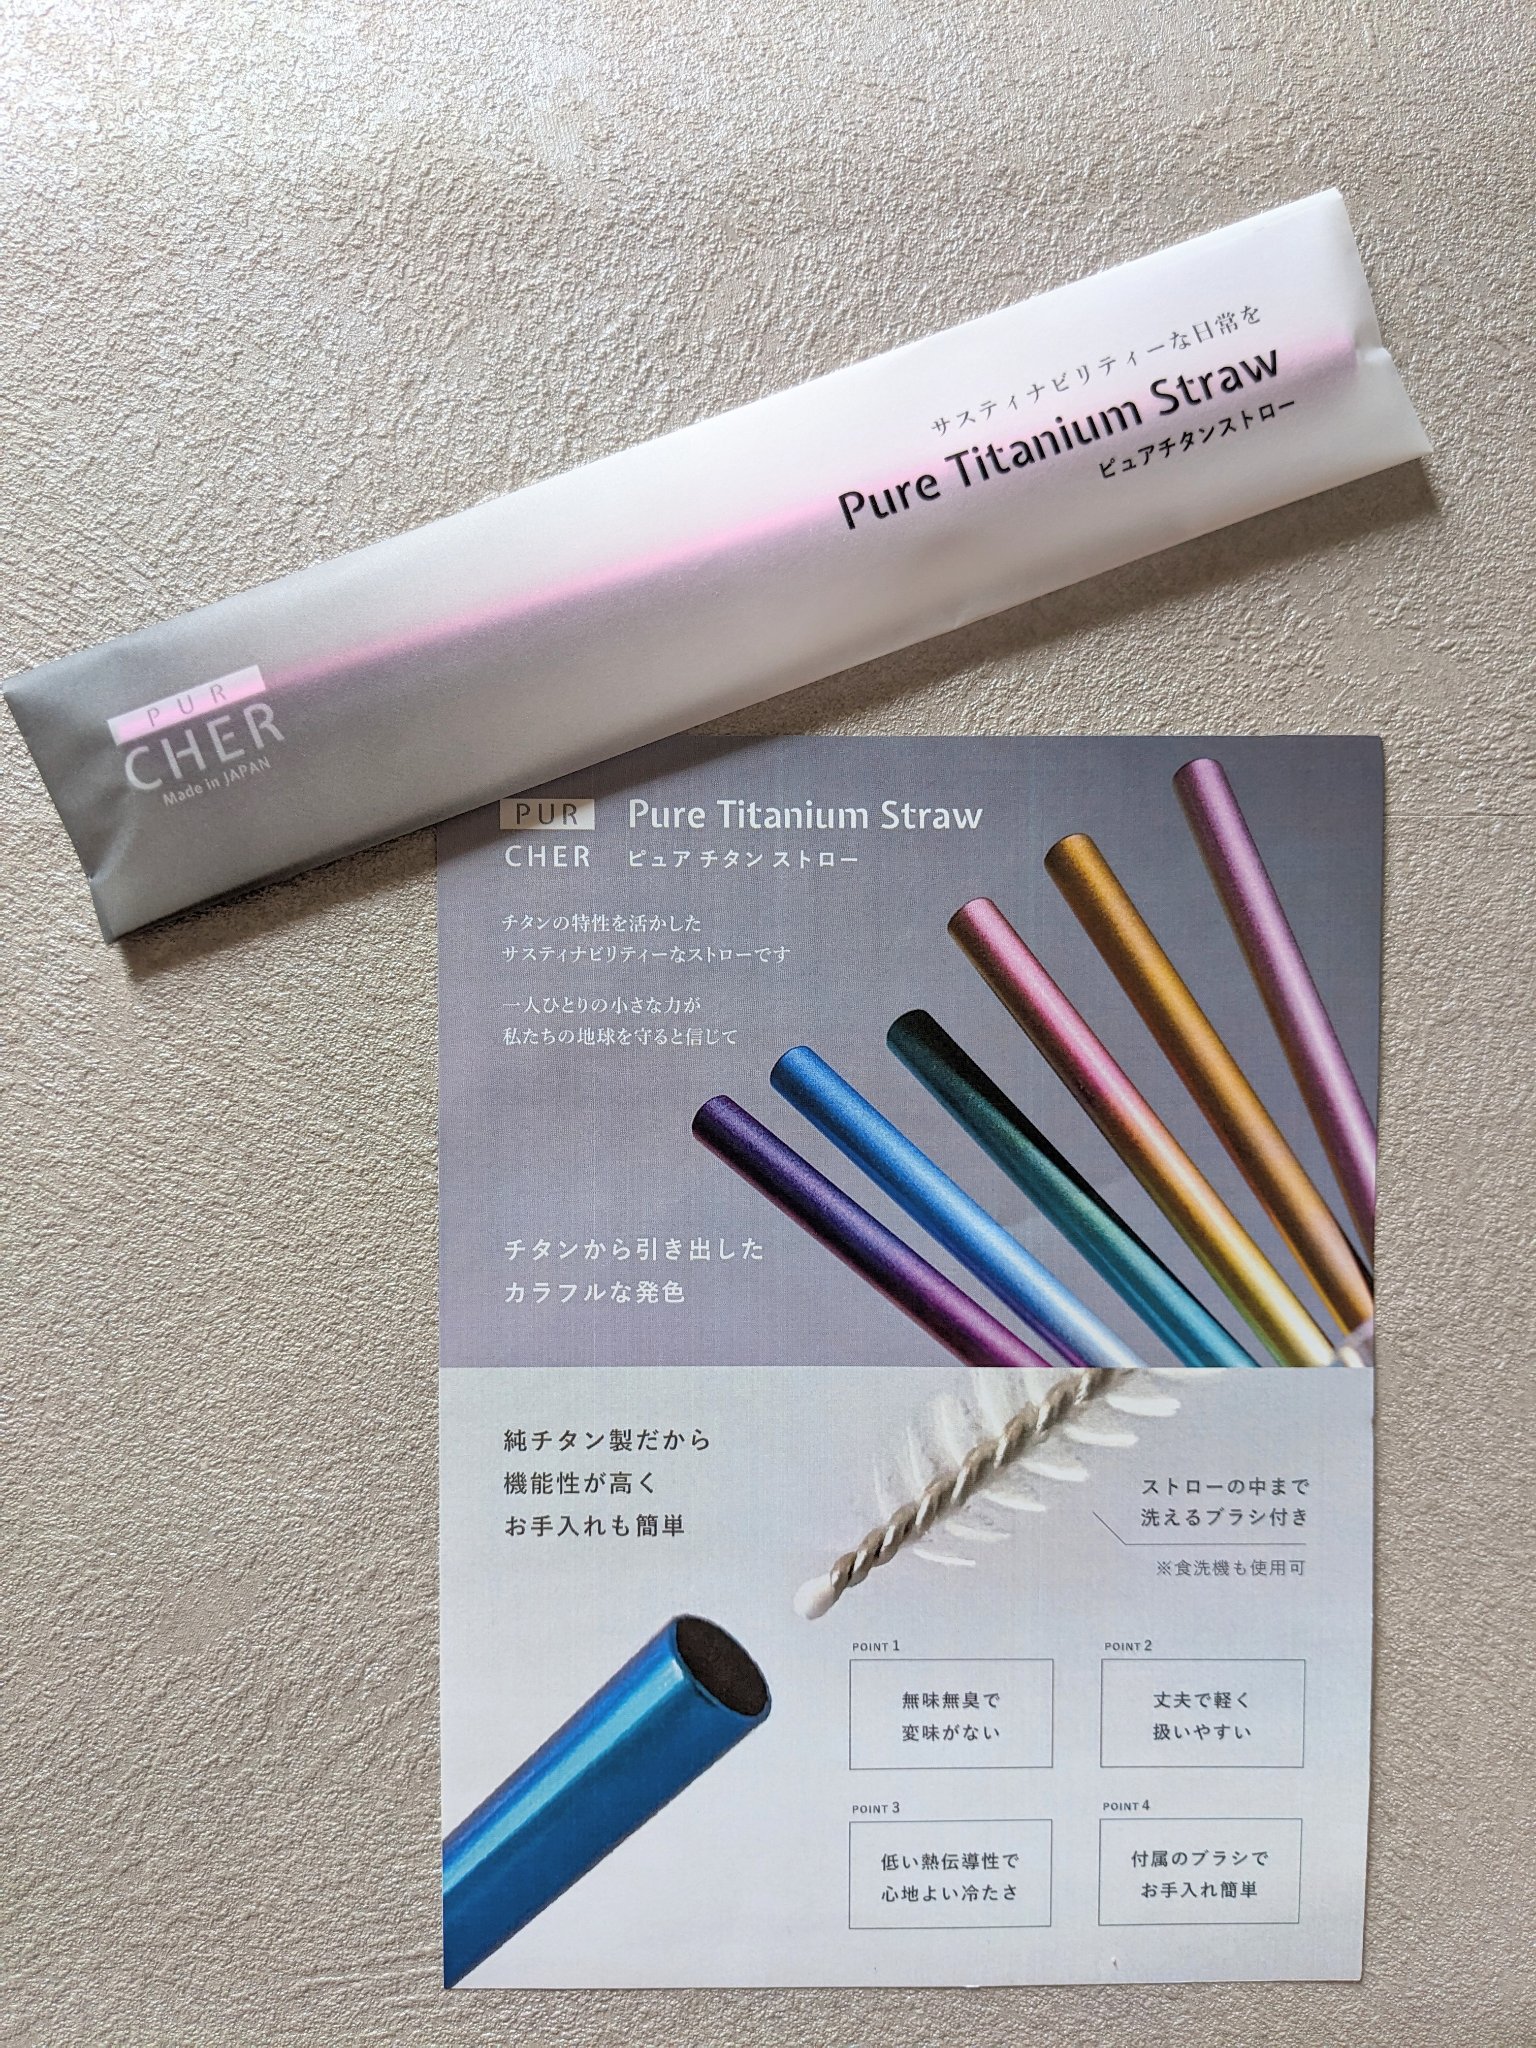 サスティナビリティーな日常を
Pure Titanium Straw
ピュアチタンストロー
PUR
CHER
Made in JAPAN
PUR
CHER
Pure Titanium Straw
ピュア チタン ストロー
チタンの特性を活かした
サスティナビリティーなストローです
一人ひとりの小さな力が
私たちの地球を守ると信じて
チタンから引き出した
カラフルな発色
純チタン製だから
機能性が高く
お手入れも簡単
ストローの中まで
洗えるブラシ付き
※食洗機も使用可
POINT 1
無味無臭で
変味がない
POINT 2
丈夫で軽く
扱いやすい
POINT 3
低い熱伝導性で
心地よい冷たさ
POINT 4
付属のブラシで
お手入れ簡単